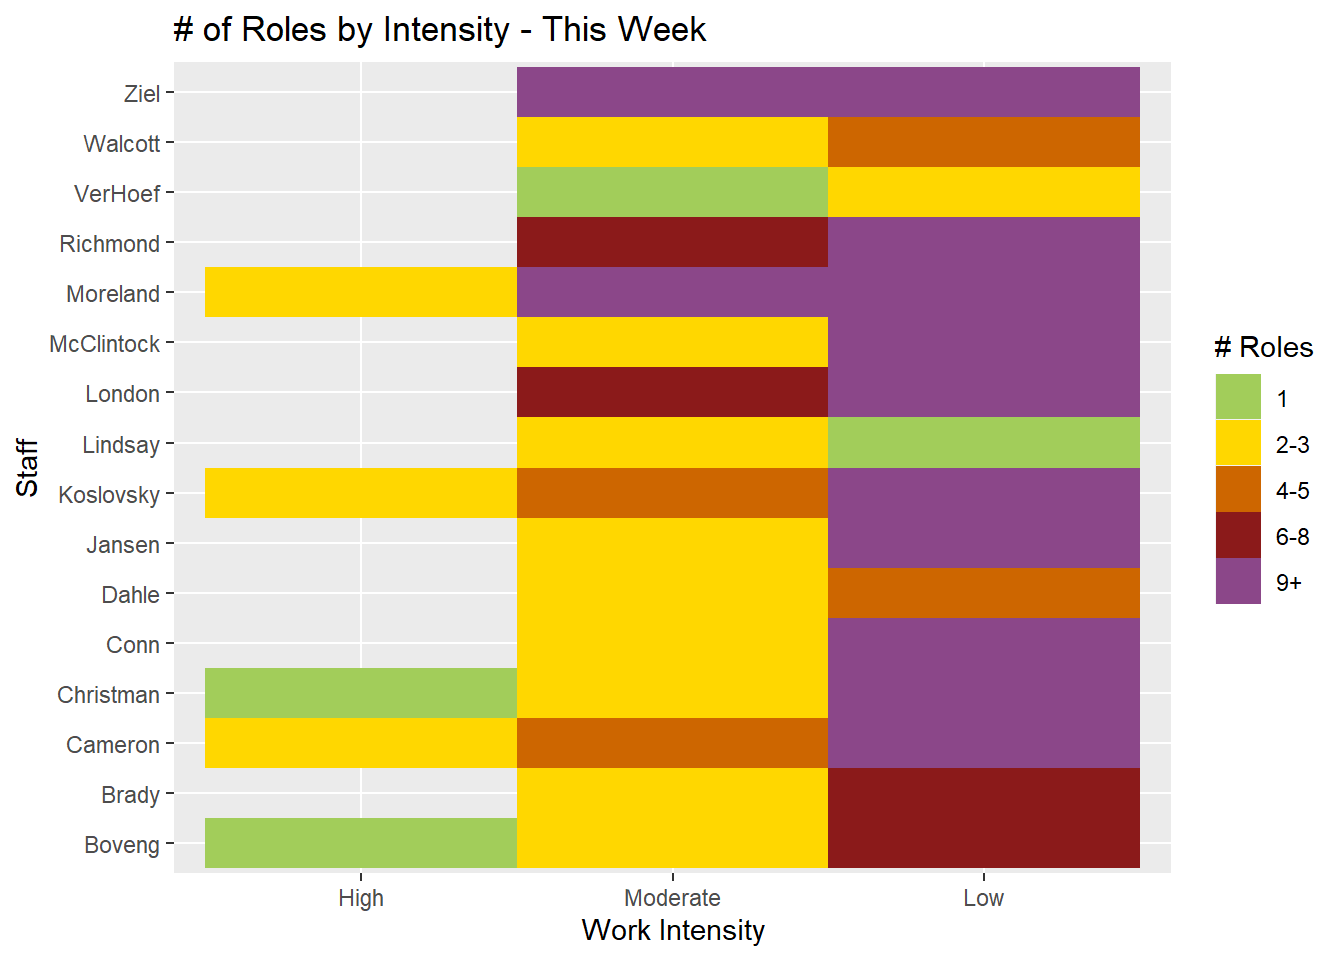 # of Roles by Intensity - This Week
Ziel
Walcott
VerHoef
Richmond
Moreland
McClintock
London
Lindsay
Koslovsky
Jansen
Dahle
Conn
Christman
Cameron
Brady
Boveng
Staff
High Moderate Low
Work Intensity
# Roles
1
2-3
4-5
6-8
9+